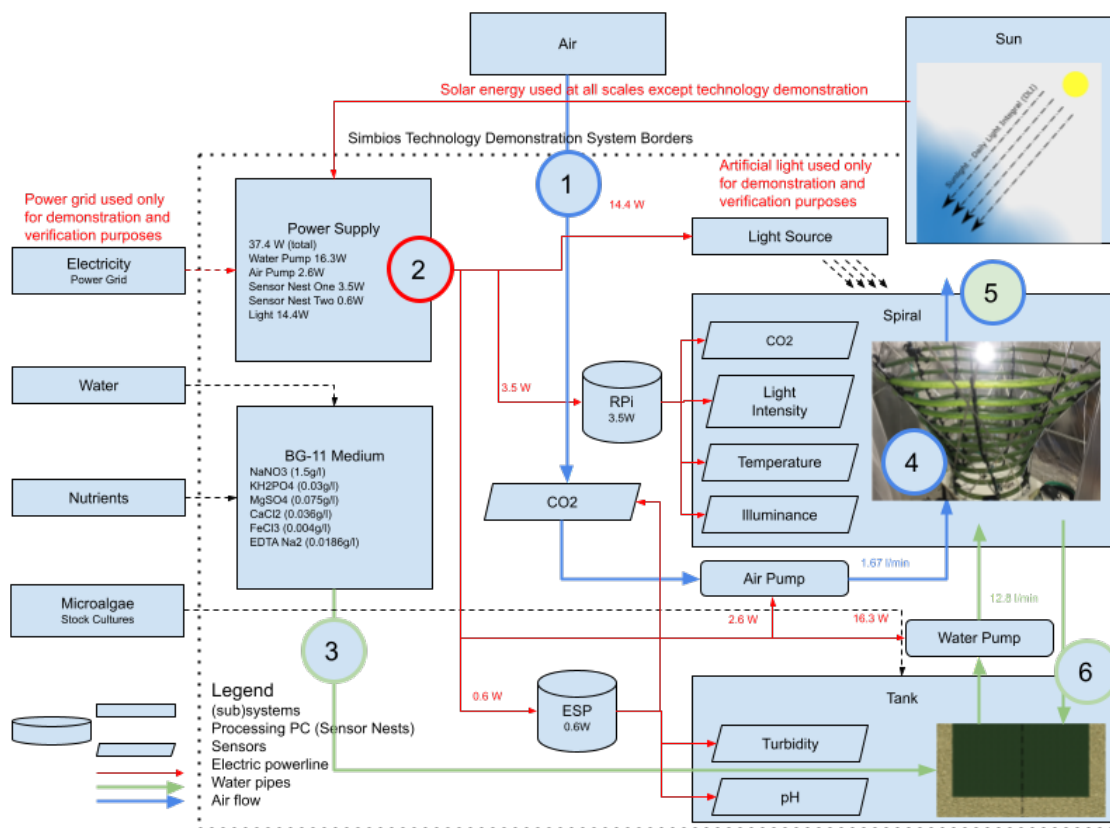 Air
Sun
Sunlight - Daily Light Integral (DLI)
Solar energy used at all scales except technology demonstration
Simbios Technology Demonstration System Borders
1
14.4 W
Artificial light used only
for demonstration and
verification purposes
Power grid used only
for demonstration and
verification purposes
Electricity
Power Grid
Power Supply
37.4 W (total)
Water Pump 16.3W
Air Pump 2.6W
Sensor Nest One 3.5W
Sensor Nest Two 0.6W
Light 14.4W
2
Light Source
5
Spiral
CO2
Light
Intensity
Temperature
Illuminance
4
3.5 W
RPi
3.5W
Water
BG-11 Medium
NaNO3 (1.5g/l)
KH2PO4 (0.03g/l)
MgSO4 (0.075g/l)
CaCl2 (0.036g/l)
FeCl3 (0.004g/l)
EDTA Na2 (0.0186g/l)
Nutrients
CO2
Air Pump
1.67 l/min
12.8 l/min
Microalgae
Stock Cultures
2.6 W
16.3 W
Water Pump
3
6
0.6 W
ESP
0.6W
Tank
Turbidity
pH
Legend
(sub)systems
Processing PC (Sensor Nests)
Sensors
Electric powerline
Water pipes
Air flow